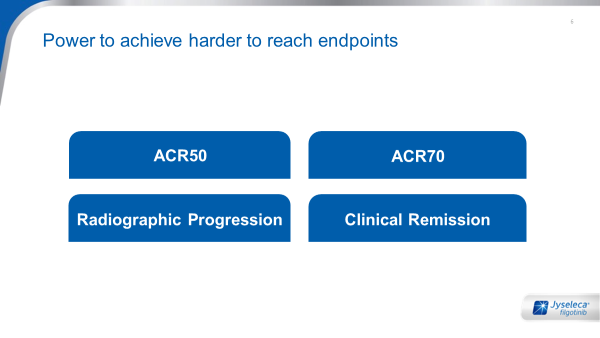 Power to achieve harder to reach endpoints
ACR50
ACR70
Radiographic Progression
Clinical Remission
Jyseleca®
filgotinib